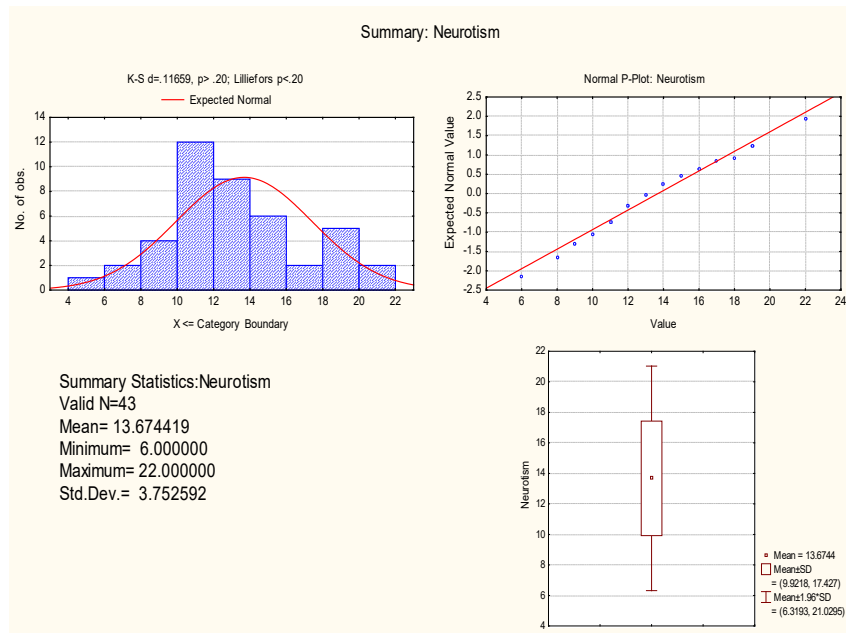 Summary: Neurotism
K-S d=.11659, p> .20; Lilliefors p<.20
Expected Normal
No. of obs.
14
12
10
8
6
4
2
0
4 6 8 10 12 14 16 18 20 22
X <= Category Boundary
Normal P-Plot: Neurotism
Expected Normal Value
2.5
2.0
1.5
1.0
0.5
0.0
-0.5
-1.0
-1.5
-2.0
-2.5
4 6 8 10 12 14 16 18 20 22 24
Value
Summary Statistics:Neurotism
Valid N=43
Mean= 13.674419
Minimum= 6.000000
Maximum= 22.000000
Std.Dev.= 3.752592
Neurotism
22
20
18
16
14
12
10
8
6
4
Mean = 13.6744
Mean±SD
= (9.9218, 17.427)
Mean±1.96*SD
= (6.3193, 21.0295)